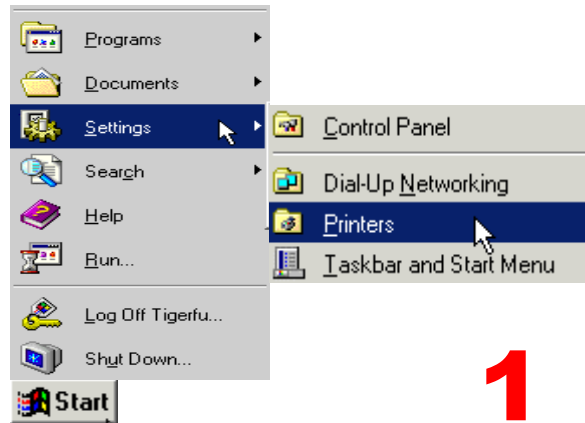 Programs
Documents
Settings
Control Panel
Search
Dial-Up Networking
Help
Printers
Run...
Taskbar and Start Menu
Log Off Tigerfu...
Shut Down...
1
Start